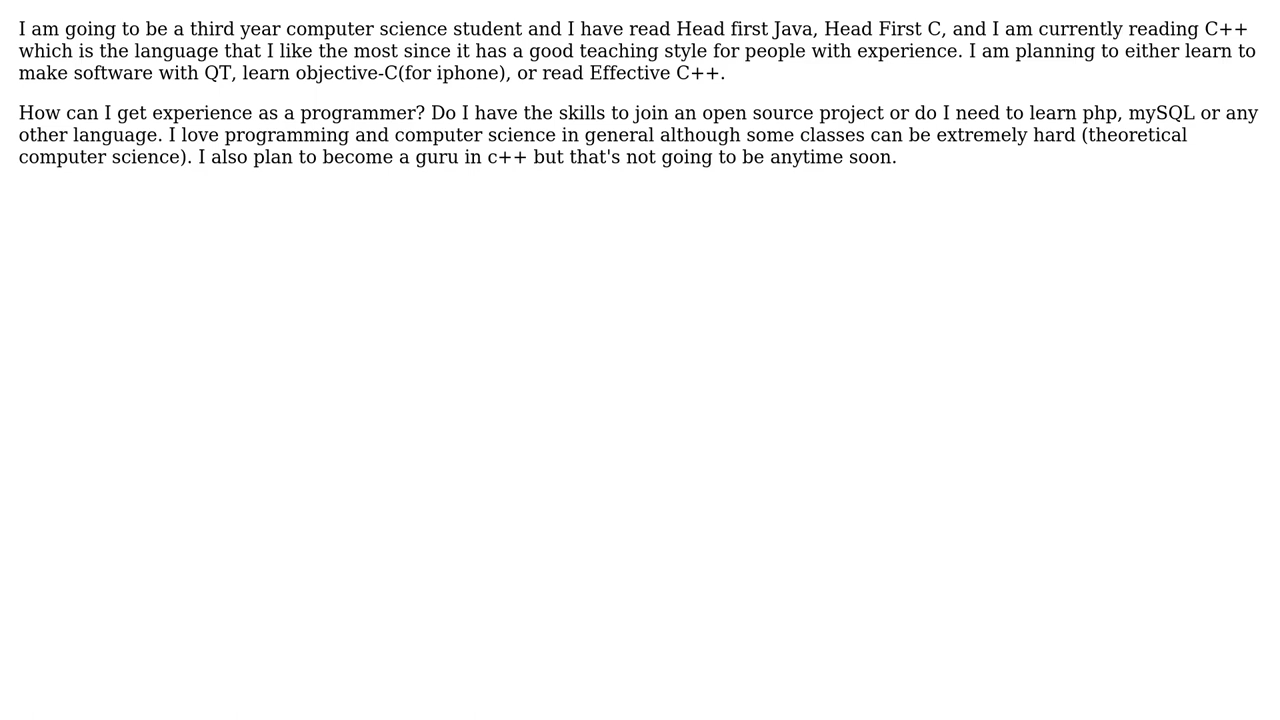 I am going to be a third year computer science student and I have read Head first Java, Head First C, and I am currently reading C++
which is the language that I like the most since it has a good teaching style for people with experience. I am planning to either learn to
make software with QT, learn objective-C(for iphone), or read Effective C++.
How can I get experience as a programmer? Do I have the skills to join an open source project or do I need to learn php, mySQL or any
other language. I love programming and computer science in general although some classes can be extremely hard (theoretical
computer science). I also plan to become a guru in c++ but that's not going to be anytime soon.